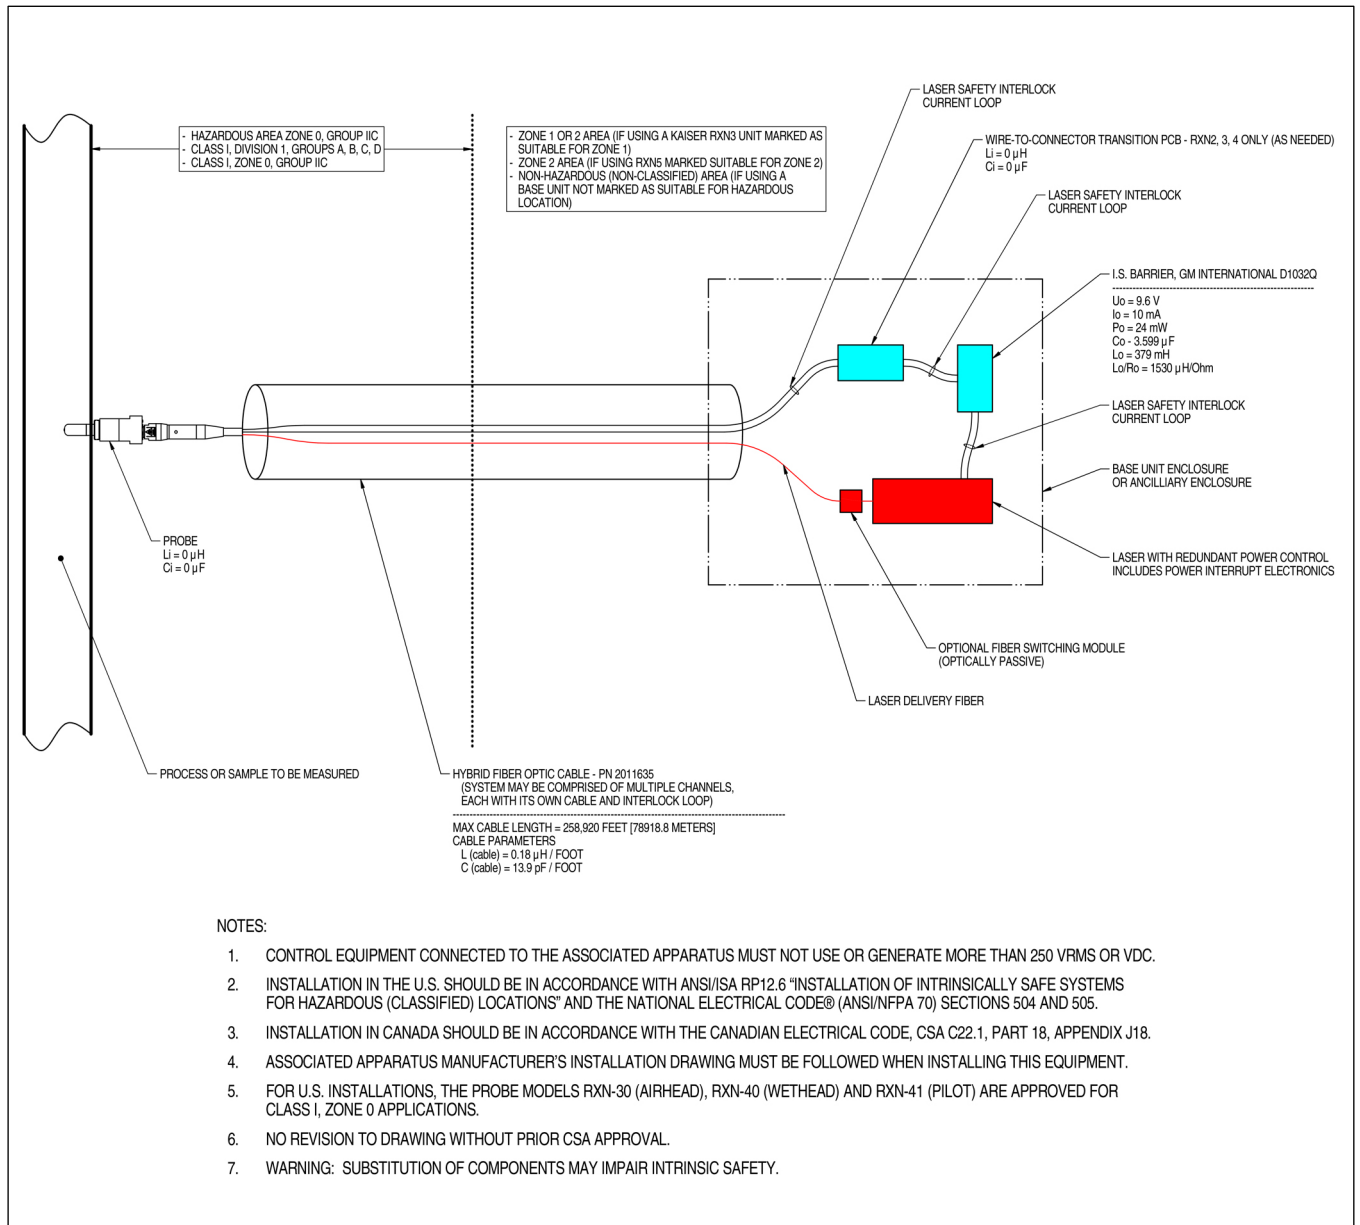 - HAZARDOUS AREA ZONE 0, GROUP IIC
- CLASS I, DIVISION 1, GROUPS A, B, C, D
- CLASS I, ZONE 0, GROUP IIC
- ZONE 1 OR 2 AREA (IF USING A KAISER RXN3 UNIT MARKED AS
SUITABLE FOR ZONE 1)
- ZONE 2 AREA (IF USING RXN5 MARKED SUITABLE FOR ZONE 2)
- NON-HAZARDOUS (NON-CLASSIFIED) AREA (IF USING A
BASE UNIT NOT MARKED AS SUITABLE FOR HAZARDOUS
LOCATION)
LASER SAFETY INTERLOCK
CURRENT LOOP
WIRE-TO-CONNECTOR TRANSITION PCB - RXN2, 3, 4 ONLY (AS NEEDED)
Li = 0 µH
Ci = 0 µF
LASER SAFETY INTERLOCK
CURRENT LOOP
I.S. BARRIER, GM INTERNATIONAL D1032Q
Uo = 9.6 V
Io = 10 mA
Po = 24 mW
Co - 3.599 µF
Lo = 379 mH
Lo/Ro = 1530 µH/Ohm
LASER SAFETY INTERLOCK
CURRENT LOOP
BASE UNIT ENCLOSURE
OR ANCILLIARY ENCLOSURE
LASER WITH REDUNDANT POWER CONTROL
INCLUDES POWER INTERRUPT ELECTRONICS
PROBE
Li = 0 µH
Ci = 0 µF
OPTIONAL FIBER SWITCHING MODULE
(OPTICALLY PASSIVE)
LASER DELIVERY FIBER
PROCESS OR SAMPLE TO BE MEASURED
HYBRID FIBER OPTIC CABLE - PN 2011635
(SYSTEM MAY BE COMPRISED OF MULTIPLE CHANNELS,
EACH WITH ITS OWN CABLE AND INTERLOCK LOOP)
MAX CABLE LENGTH = 258,920 FEET [78918.8 METERS]
CABLE PARAMETERS
L (cable) = 0.18 µH / FOOT
C (cable) = 13.9 pF / FOOT
NOTES:
1. CONTROL EQUIPMENT CONNECTED TO THE ASSOCIATED APPARATUS MUST NOT USE OR GENERATE MORE THAN 250 VRMS OR VDC.
2. INSTALLATION IN THE U.S. SHOULD BE IN ACCORDANCE WITH ANSI/ISA RP12.6 “INSTALLATION OF INTRINSICALLY SAFE SYSTEMS
FOR HAZARDOUS (CLASSIFIED) LOCATIONS” AND THE NATIONAL ELECTRICAL CODE® (ANSI/NFPA 70) SECTIONS 504 AND 505.
3. INSTALLATION IN CANADA SHOULD BE IN ACCORDANCE WITH THE CANADIAN ELECTRICAL CODE, CSA C22.1, PART 18, APPENDIX J18.
4. ASSOCIATED APPARATUS MANUFACTURER'S INSTALLATION DRAWING MUST BE FOLLOWED WHEN INSTALLING THIS EQUIPMENT.
5. FOR U.S. INSTALLATIONS, THE PROBE MODELS RXN-30 (AIRHEAD), RXN-40 (WETHEAD) AND RXN-41 (PILOT) ARE APPROVED FOR
CLASS I, ZONE 0 APPLICATIONS.
6. NO REVISION TO DRAWING WITHOUT PRIOR CSA APPROVAL.
7. WARNING: SUBSTITUTION OF COMPONENTS MAY IMPAIR INTRINSIC SAFETY.